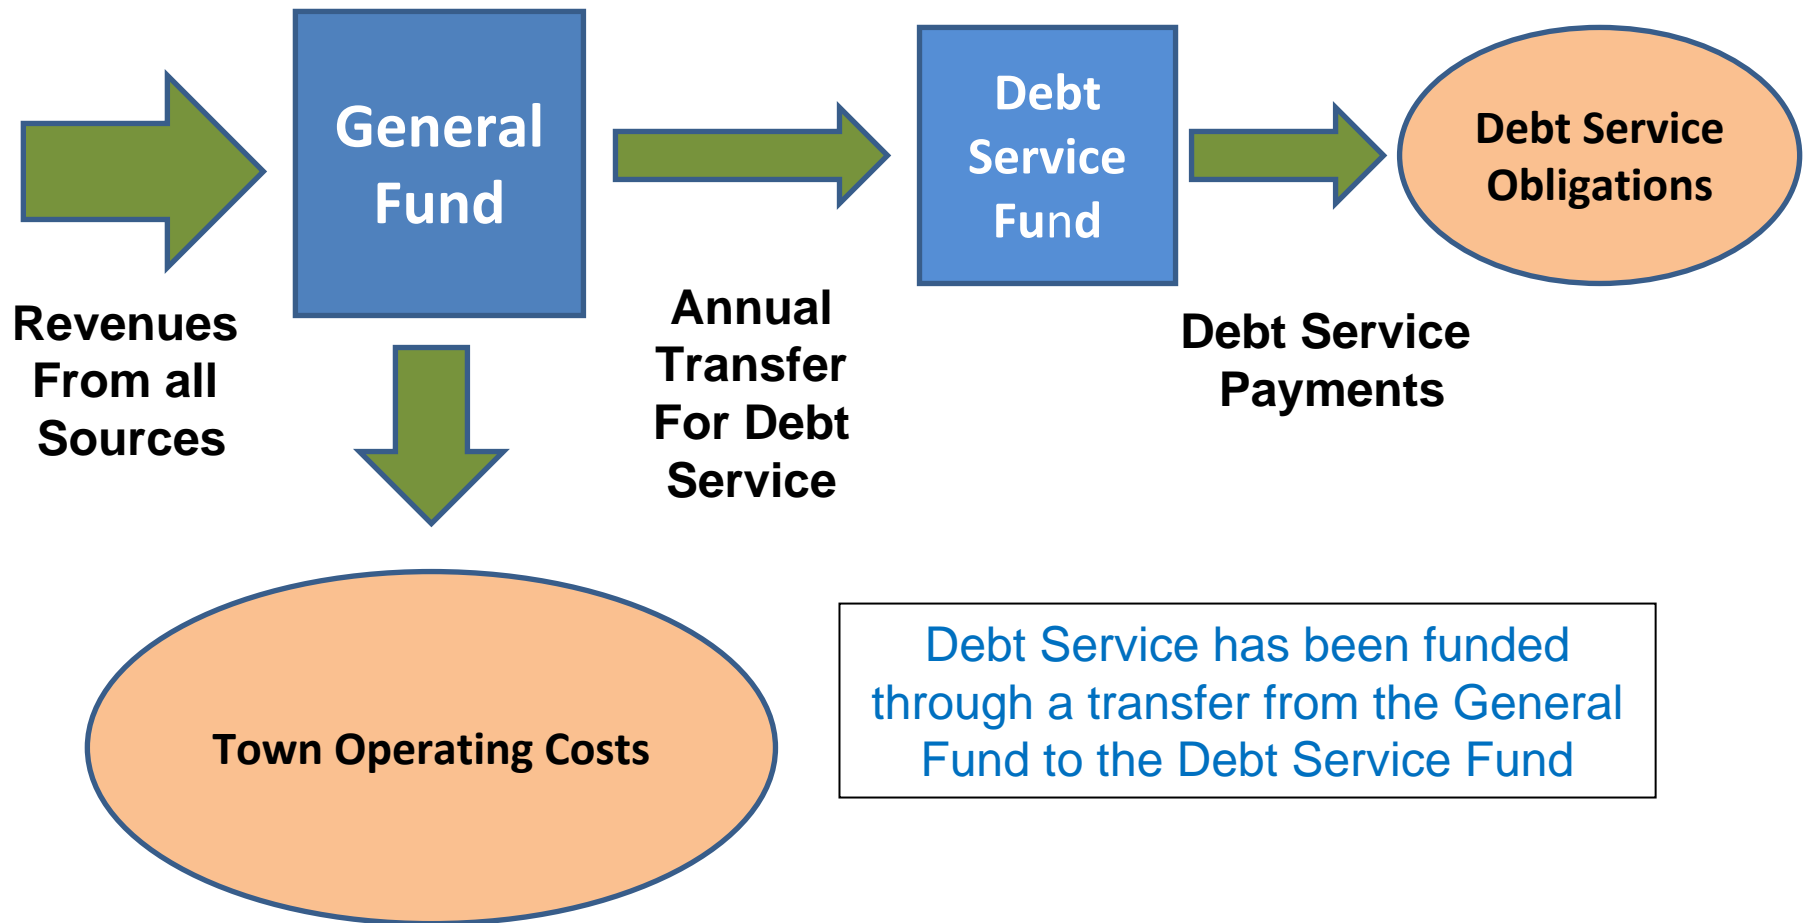 General
Fund
Debt
Service
Fund
Debt Service
Obligations
Revenues
From all
Sources
Annual
Transfer
For Debt
Service
Debt Service
Payments
Town Operating Costs
Debt Service has been funded
through a transfer from the General
Fund to the Debt Service Fund